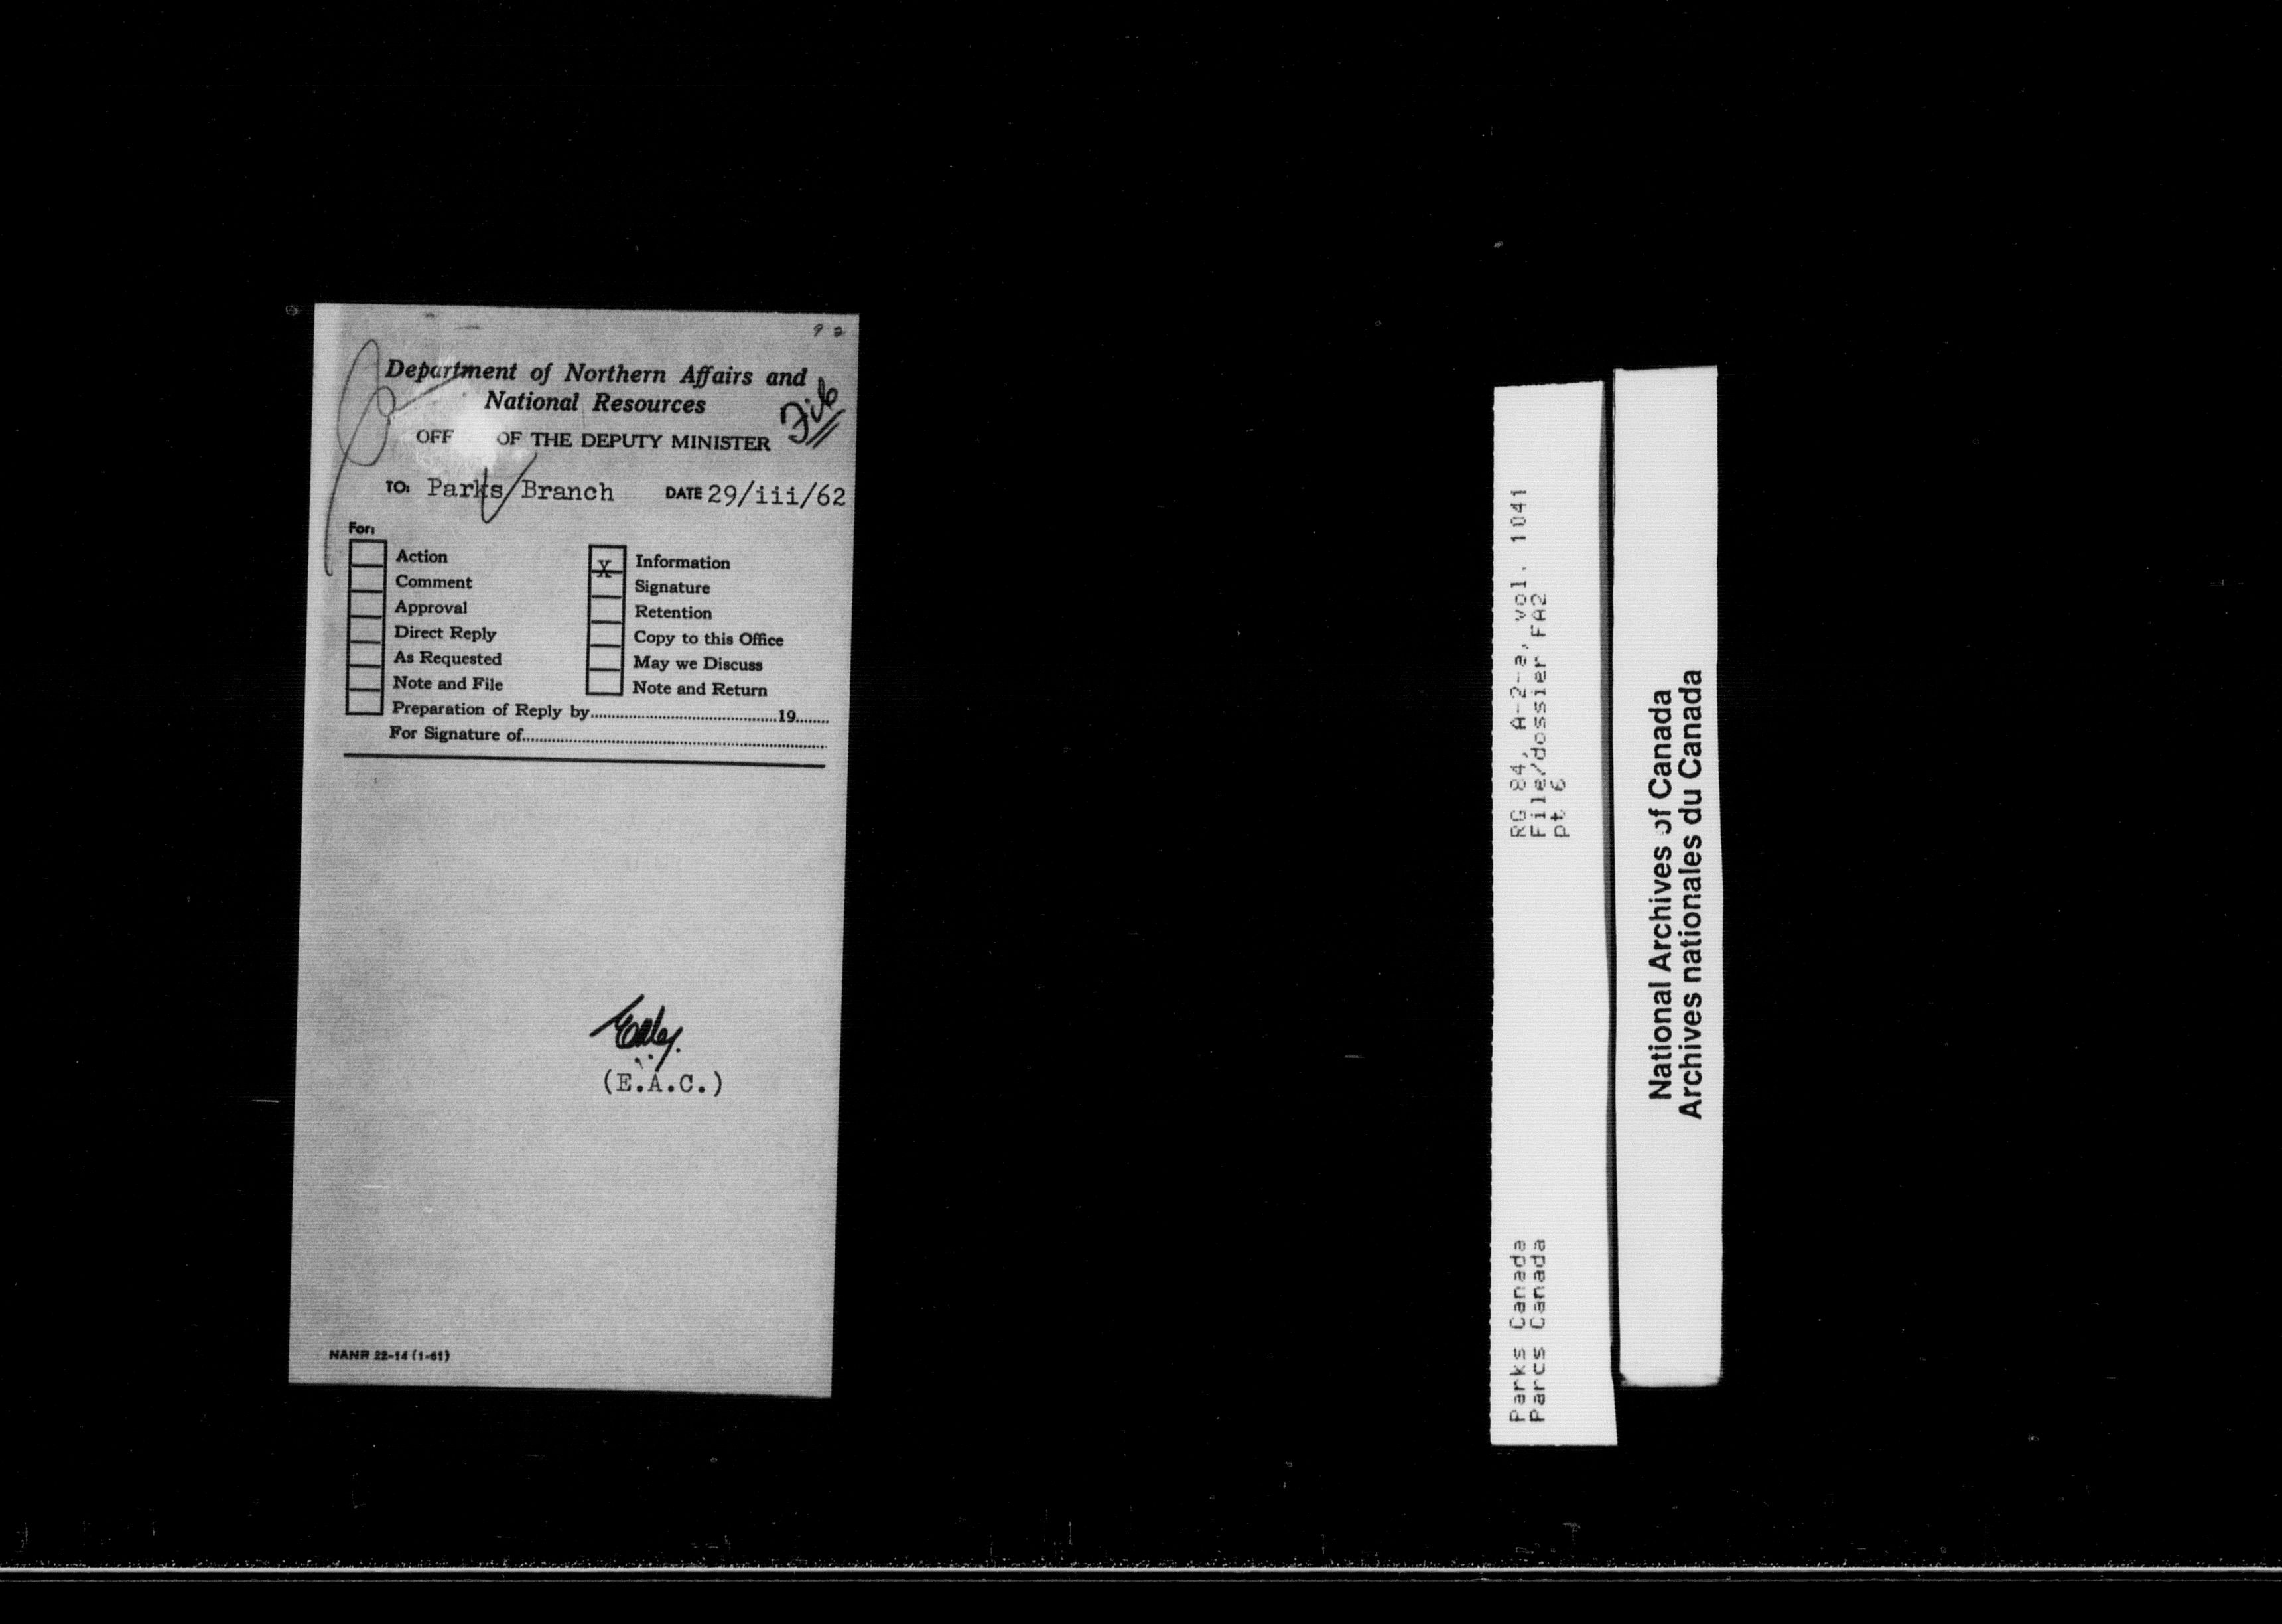 92
Department of Northern Affairs and
National Resources
File
OFF OF THE DEPUTY MINISTER
TO: Parks Branch DATE 29/iii/62
For:
Action
Comment
Approval
Direct Reply
As Requested
Note and File
Preparation of Reply by 19
For Signature of
X Information
Signature
Retention
Copy to this Office
May we Discuss
Note and Return
(E.A.C.)
NANR 22-14 (1-61)
RG 84, A-2-a, vol. 1041
File/dossier FA2
pt 6
Parks Canada
Parcs Canada
National Archives of Canada
Archives nationales du Canada